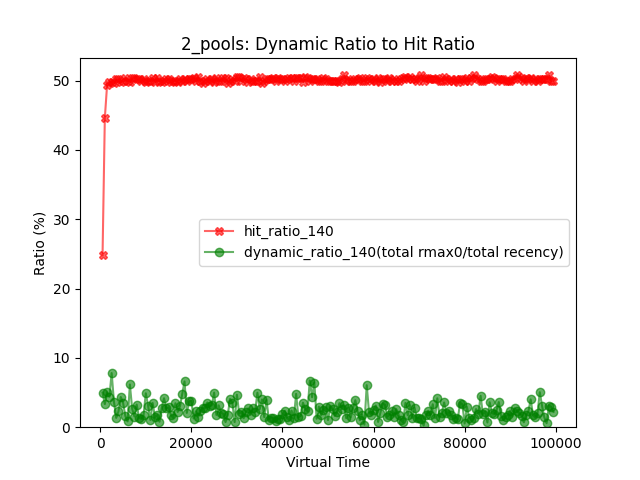 2_pools: Dynamic Ratio to Hit Ratio
Ratio (%)
50
40
30
20
10
0
hit_ratio_140
dynamic_ratio_140(total rmax0/total recency)
0
20000
40000
60000
80000
100000
Virtual Time